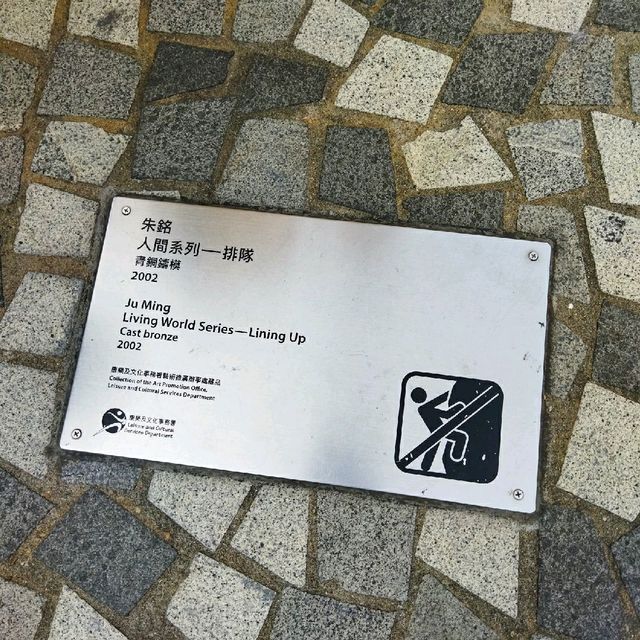 朱銘
人間系列—排隊
青銅鑄模
2002
Ju Ming
Living World Series—Lining Up
Cast bronze
2002
康樂及文化事務署藝術推廣辦事處藏品
Collection of the Art Promotion Office,
Leisure and Cultural Services Department
康樂及文化事務署
Leisure and Cultural
Services Department